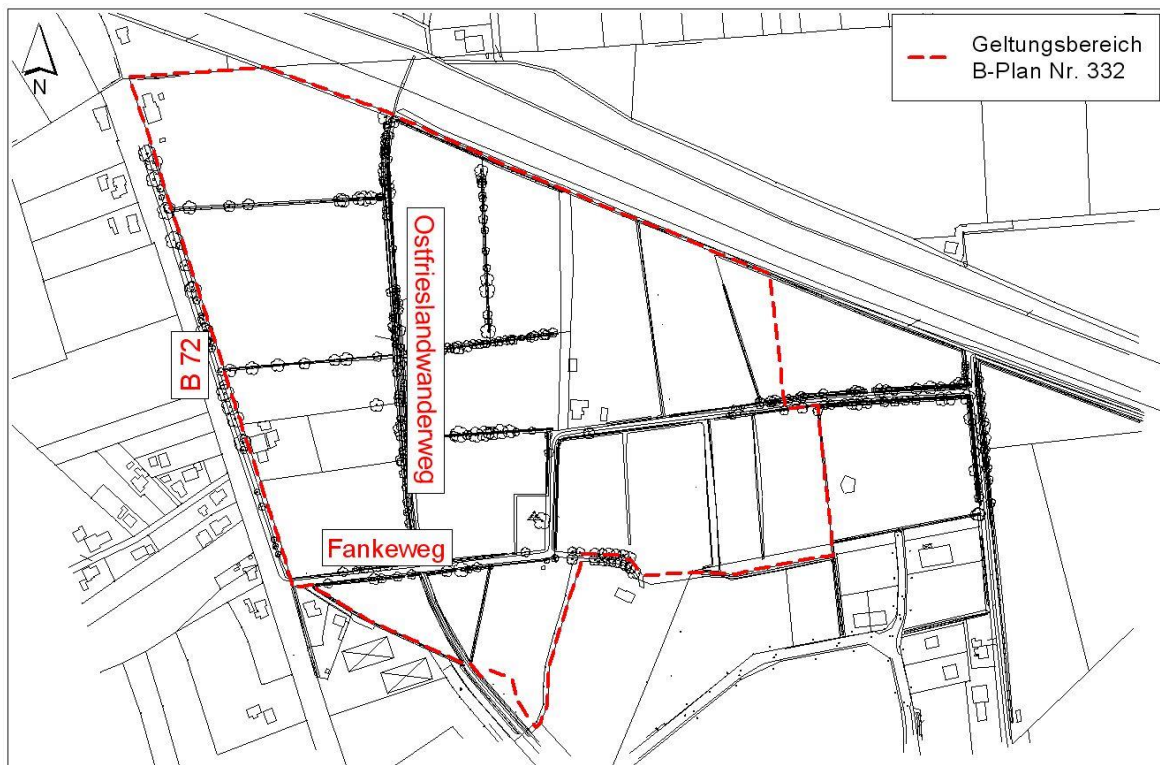 N
Geltungsbereich
B-Plan Nr. 332
Ostfrieslandwanderweg
B 72
Fankeweg